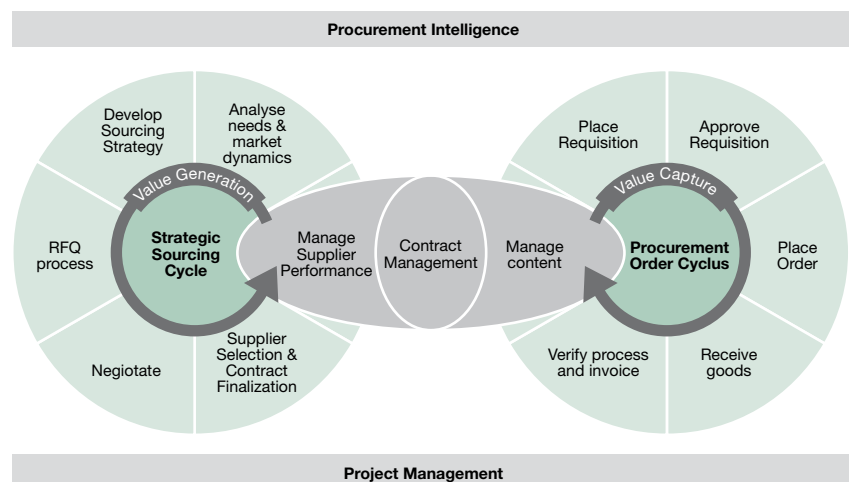 Procurement Intelligence
Develop
Sourcing
Strategy
Analyse
needs &
market
dynamics
Value Generation
RFQ
process
Strategic
Sourcing
Cycle
Negiotate
Supplier
Selection &
Contract
Finalization
Manage
Supplier
Performance
Contract
Management
Manage
content
Place
Requisition
Approve
Requisition
Value Capture
Procurement
Order Cyclus
Place
Order
Verify process
and invoice
Receive
goods
Project Management